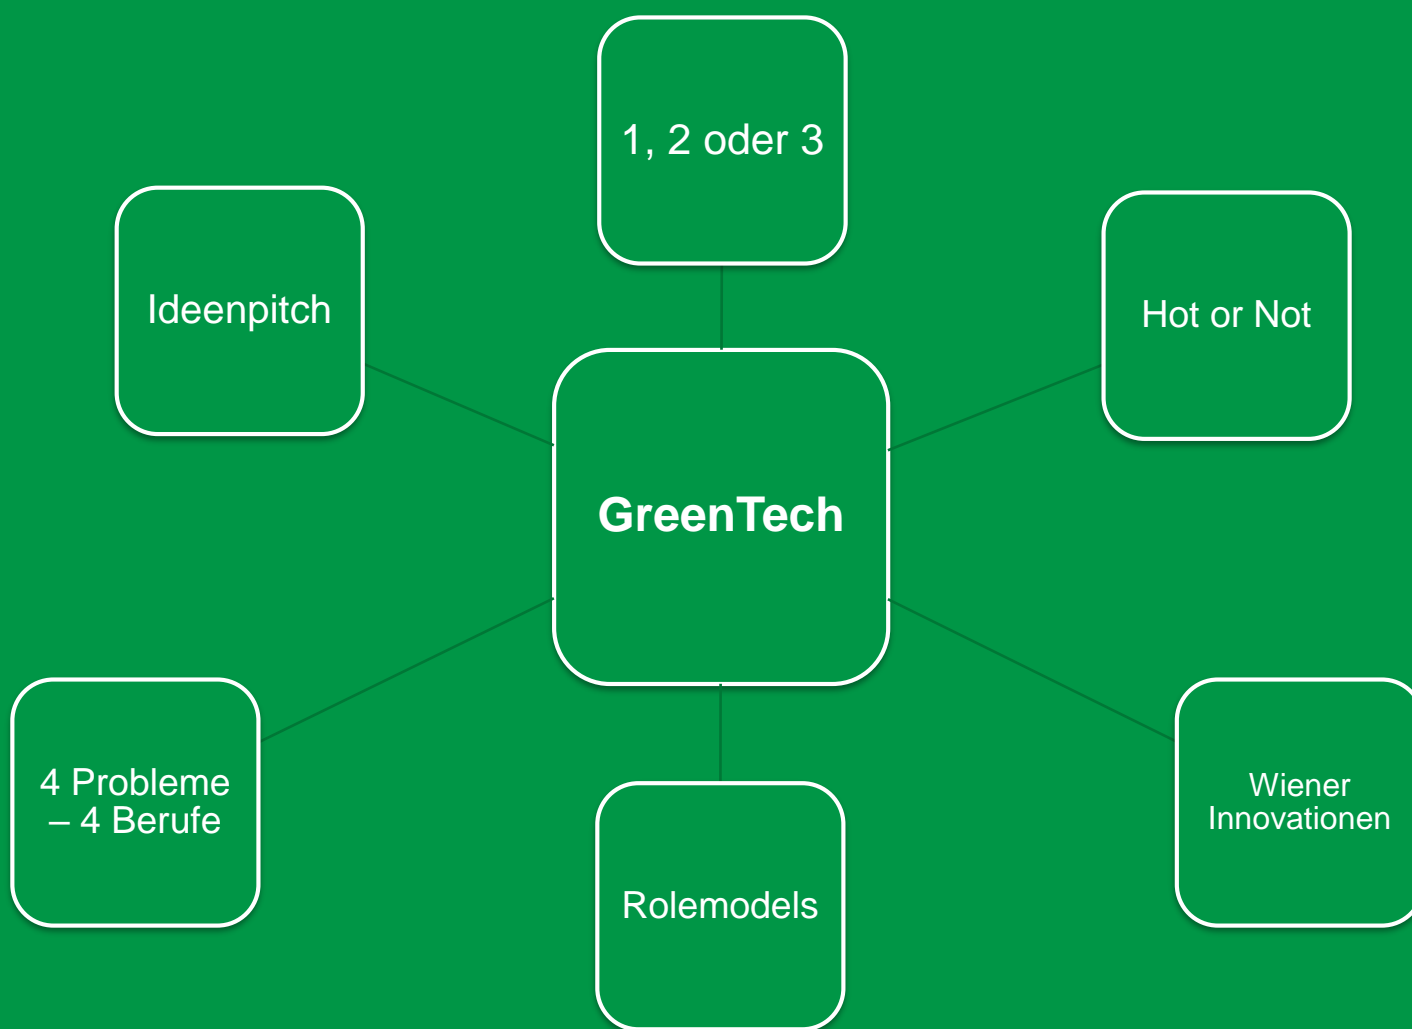 1, 2 oder 3
Ideenpitch
Hot or Not
GreenTech
4 Probleme
– 4 Berufe
Wiener
Innovationen
Rolemodels